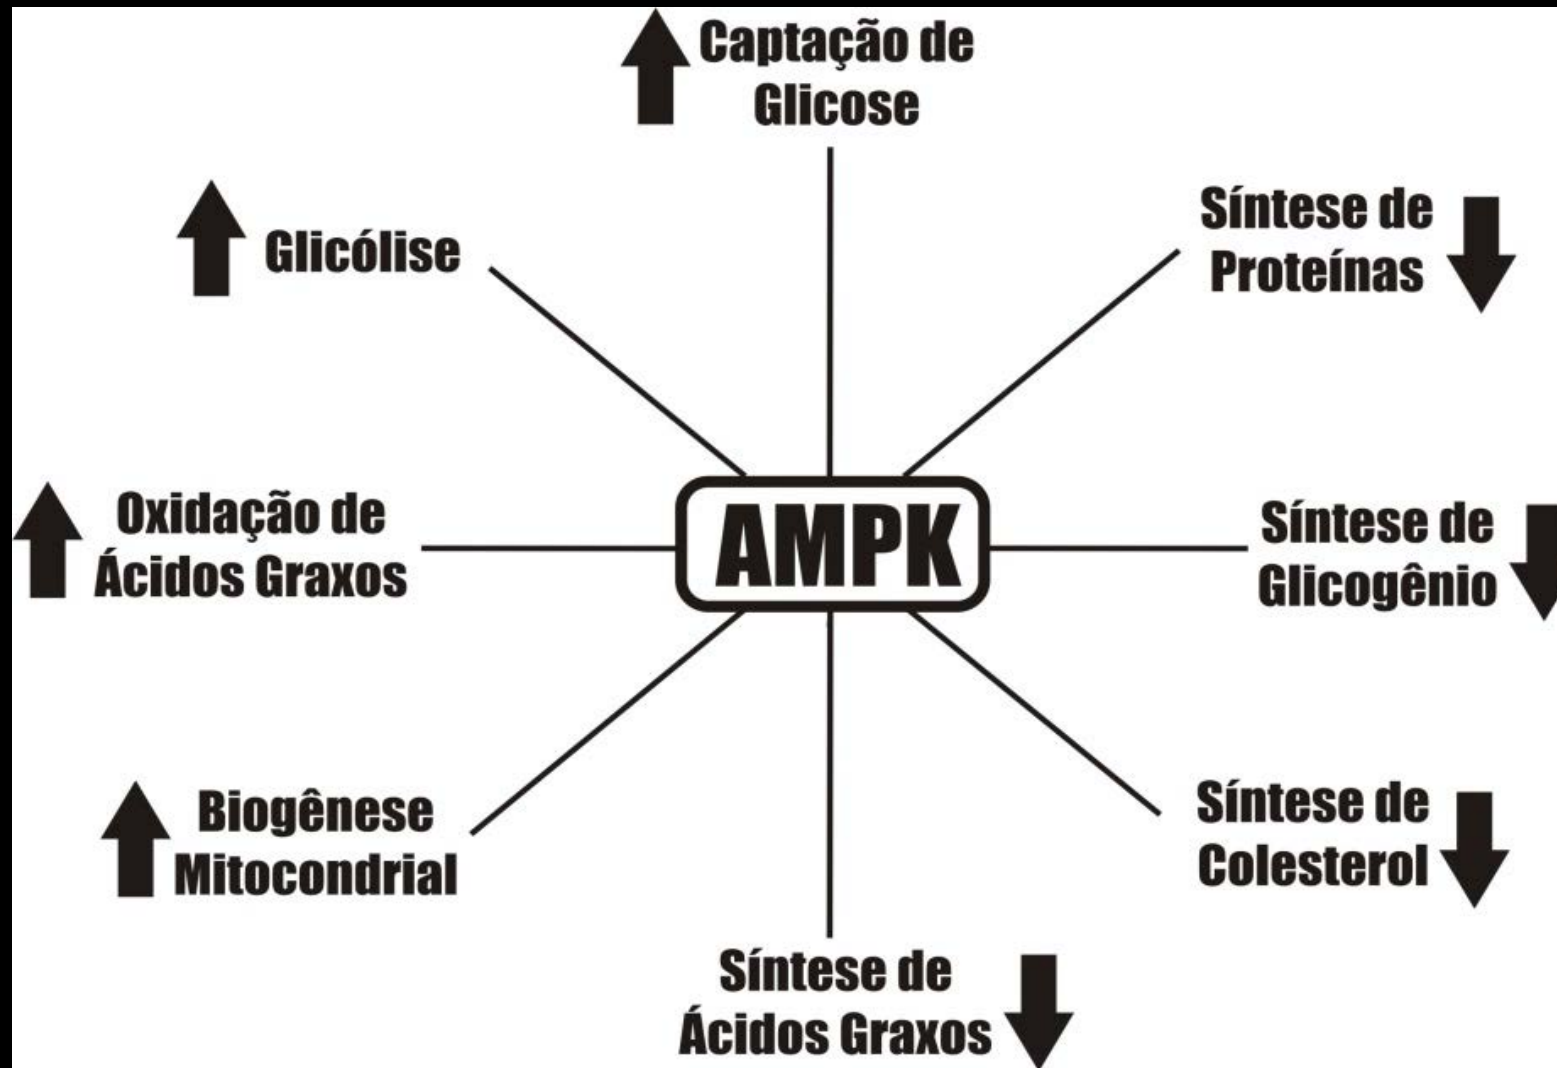 Captação de
Glicose
Glicólise
Síntese de
Proteínas
Oxidação de
Ácidos Graxos
AMPK
Síntese de
Glicogênio
Biogênese
Mitocondrial
Síntese de
Colesterol
Síntese de
Ácidos Graxos